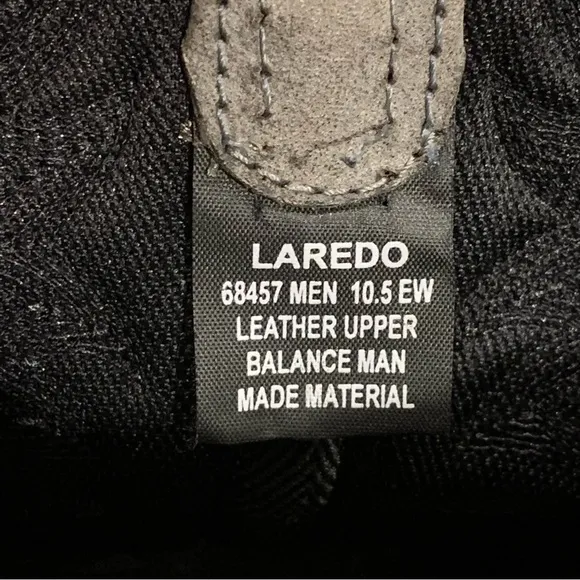 LAREDO
68457 MEN 10.5 EW
LEATHER UPPER
BALANCE MAN
MADE MATERIAL